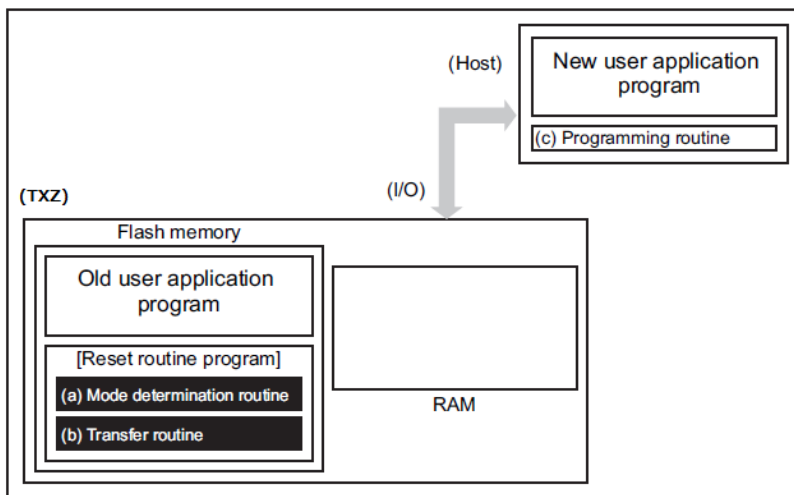 (Host)
New user application
program
(c) Programming routine
(I/O)
(TXZ)
Flash memory
Old user application
program
[Reset routine program]
(a) Mode determination routine
(b) Transfer routine
RAM